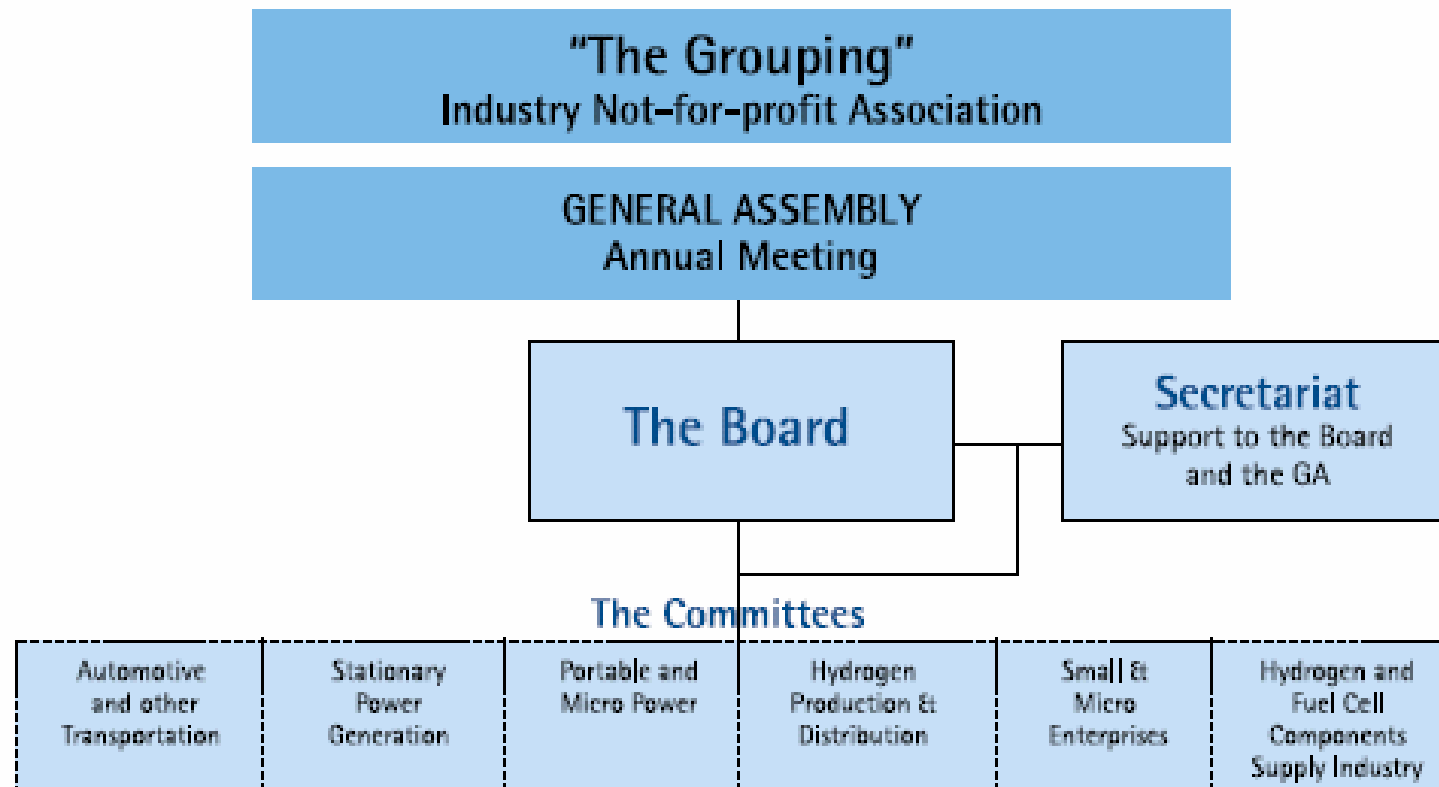 "The Grouping"
Industry Not-for-profit Association
GENERAL ASSEMBLY
Annual Meeting
The Board
Secretariat
Support to the Board
and the GA
The Committees
Automotive
and other
Transportation
Stationary
Power
Generation
Portable and
Micro Power
Hydrogen
Production &
Distribution
Small &
Micro
Enterprises
Hydrogen and
Fuel Cell
Components
Supply Industry